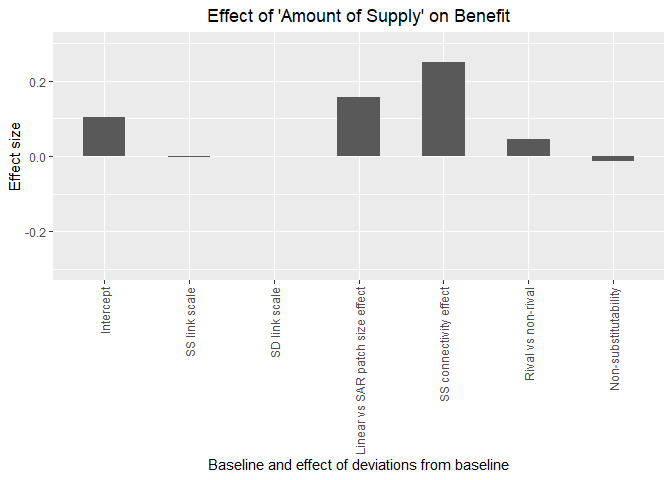 Effect of 'Amount of Supply' on Benefit
Effect size
0.2
0.0
-0.2
Intercept
SS link scale
SD link scale
Linear vs SAR patch size effect
SS connectivity effect
Rival vs non-rival
Non-substitutability
Baseline and effect of deviations from baseline